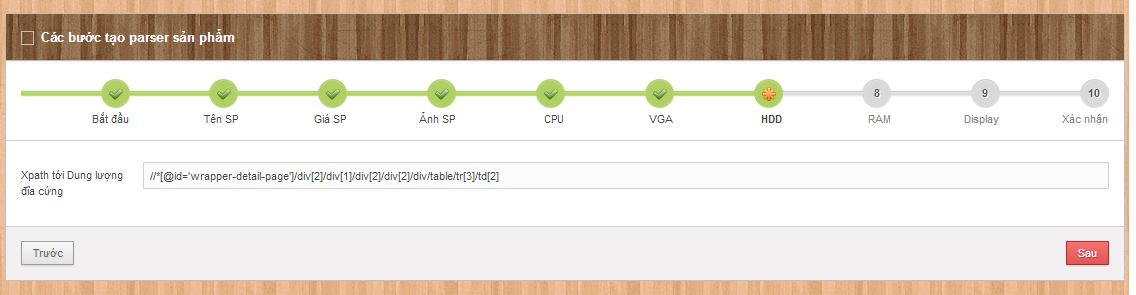 Các bước tạo parser sản phẩm
8 9 10
Bắt đầu Tên SP Giá SP Ảnh SP CPU VGA HDD RAM Display Xác nhận
Xpath tới Dung lượng
đĩa cứng
//*[@id='wrapper-detail-page']/div[2]/div[1]/div[2]/div[2]/div/table/tr[3]/td[2]
Trước Sau